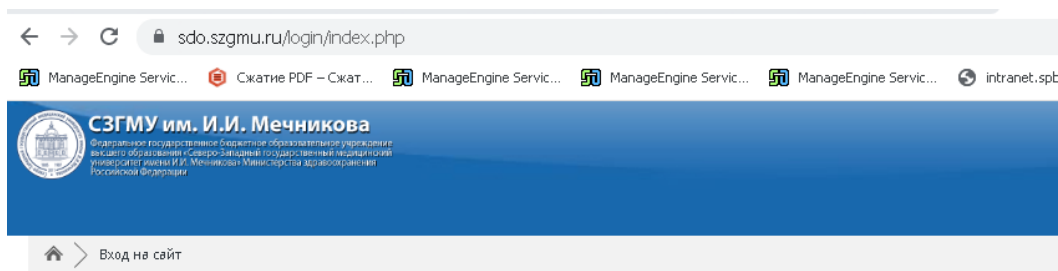 sdo.szgmu.ru/login/index.php
ManageEngine Servic... Сжатие PDF – Сжат... ManageEngine Servic... ManageEngine Servic... ManageEngine Servic... intranet.spb
СЗГМУ им. И.И. Мечникова
Федеральное государственное бюджетное образовательное учреждение
высшего образования «Северо-Западный государственный медицинский
университет имени И.И. Мечникова» Министерства здравоохранения
Российской Федерации
Вход на сайт